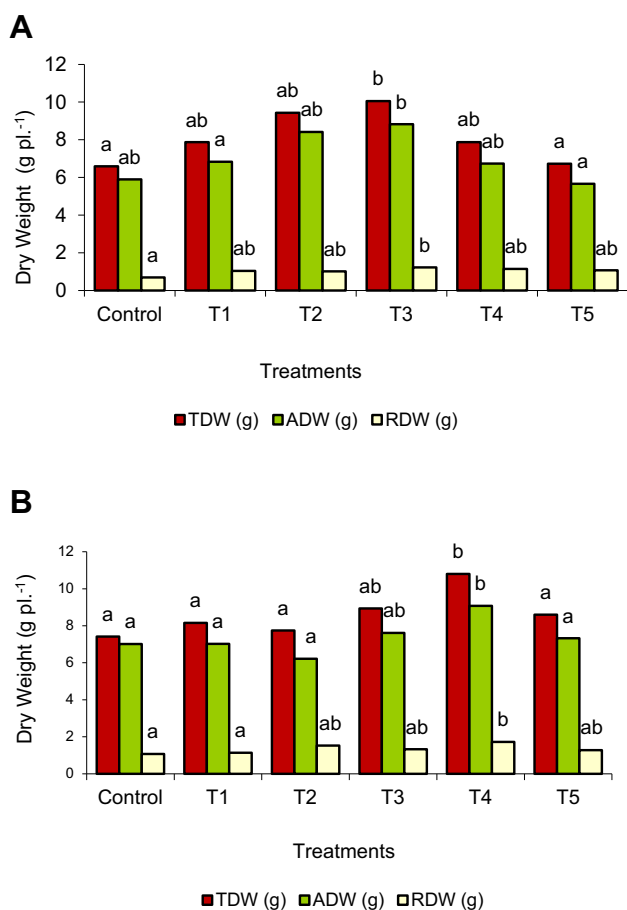 A
12
10
8
6
4
2
0
Dry Weight (g pl.-1)
a ab a
ab a ab
ab ab ab
b b b
ab ab ab
a a ab
Control T1 T2 T3 T4 T5
Treatments
TDW (g) ADW (g) RDW (g)
B
12
10
8
6
4
2
0
Dry Weight (g pl.-1)
a a a
a a a
a a ab
ab ab ab
b b b
a a ab
Control T1 T2 T3 T4 T5
Treatments
TDW (g) ADW (g) RDW (g)